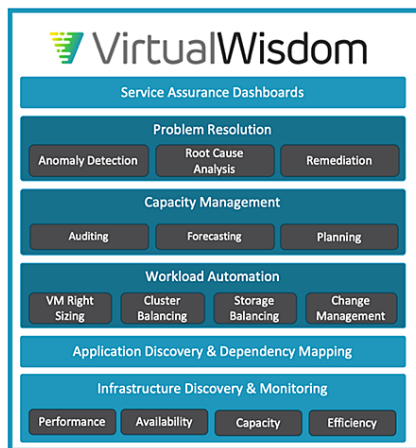 VirtualWisdom
Service Assurance Dashboards
Problem Resolution
Anomaly Detection
Root Cause
Analysis
Remediation
Capacity Management
Auditing
Forecasting
Planning
Workload Automation
VM Right
Sizing
Cluster
Balancing
Storage
Balancing
Change
Management
Application Discovery & Dependency Mapping
Infrastructure Discovery & Monitoring
Performance
Availability
Capacity
Efficiency